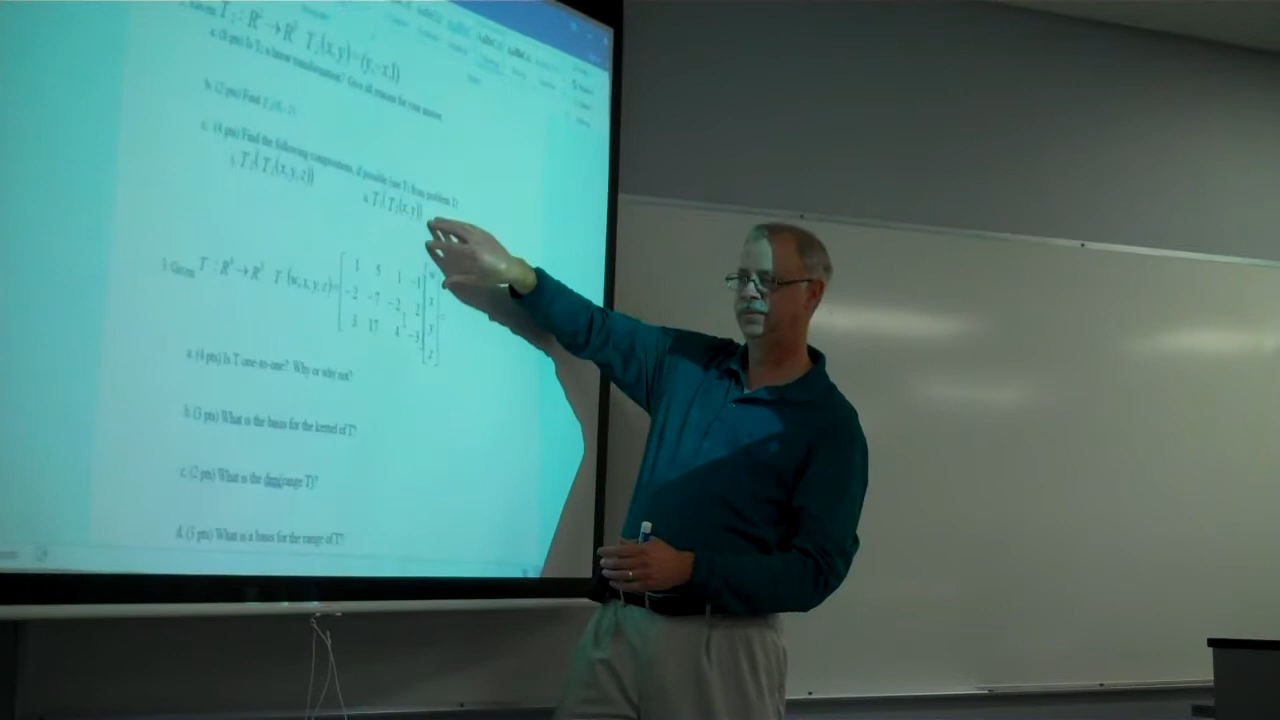 Given T₂: R² → R³ T₂(x,y)=(y,-x,1)
a. (8 pts) Is T₂ a linear transformation? Give all reasons for your answer.
b. (2 pts) Find
c. (4 pts) Find the following compositions, if possible (use T₁ from problem 1)
i. T₁(T₂(x,y,z))
ii. T₁(T₂(x,y))
3. Given T : R⁴ → R³ T (w,x,y,z)=
1 5 1 -1
-2 -7 -2 2
3 17 4 -3
x
y
z
=
a. (4 pts) Is T one-to-one? Why or why not?
b. (3 pts) What is the basis for the kernel of T?
c. (2 pts) What is the dim(range T)?
d. (3 pts) What is a basis for the range of T?